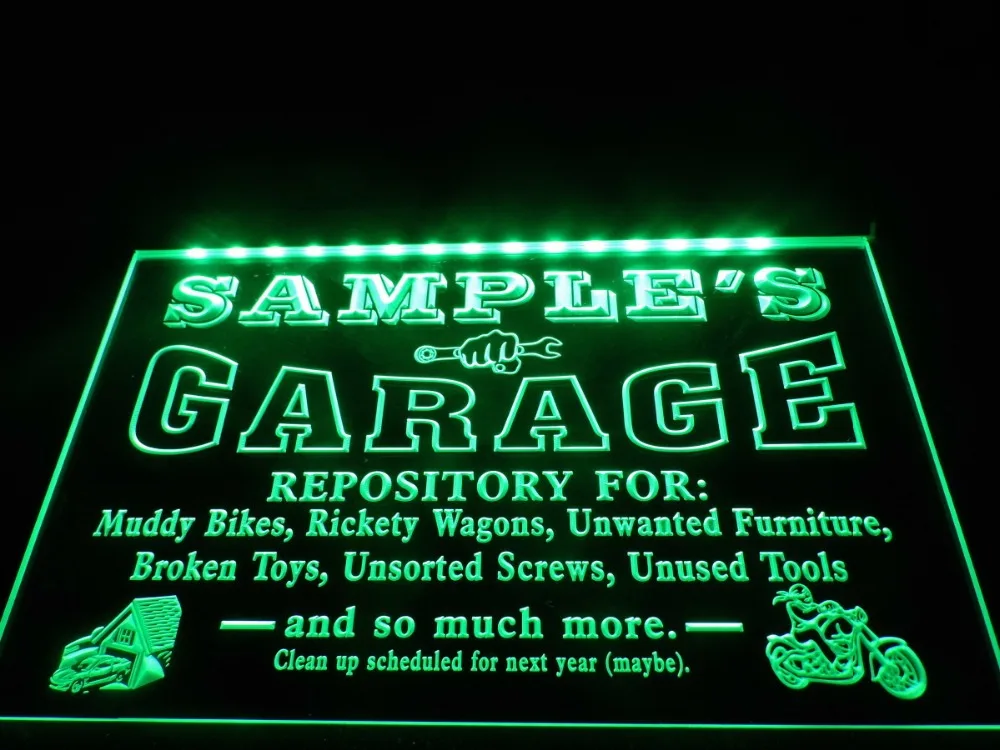 SAMPLE'S
GARAGE
REPOSITORY FOR:
Muddy Bikes, Rickety Wagons, Unwanted Furniture,
Broken Toys, Unsorted Screws, Unused Tools
—and so much more.—
Clean up scheduled for next year (maybe).